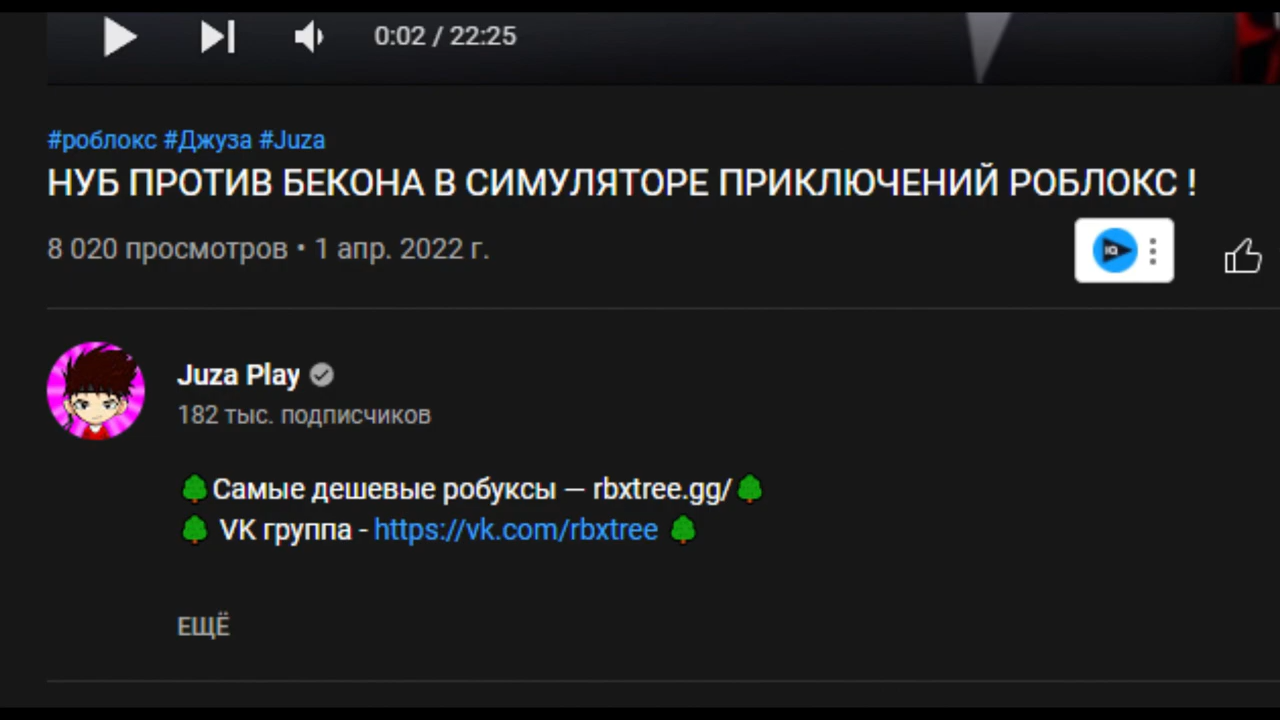 0:02 / 22:25
#роблокс #Джуза #Juza
НУБ ПРОТИВ БЕКОНА В СИМУЛЯТОРЕ ПРИКЛЮЧЕНИЙ РОБЛОКС !
8 020 просмотров • 1 апр. 2022 г.
IQ
Juza Play
182 тыс. подписчиков
🌳Самые дешевые робуксы — rbxtree.gg/🌳
🌳 VK группа - https://vk.com/rbxtree 🌳
ЕЩЁ